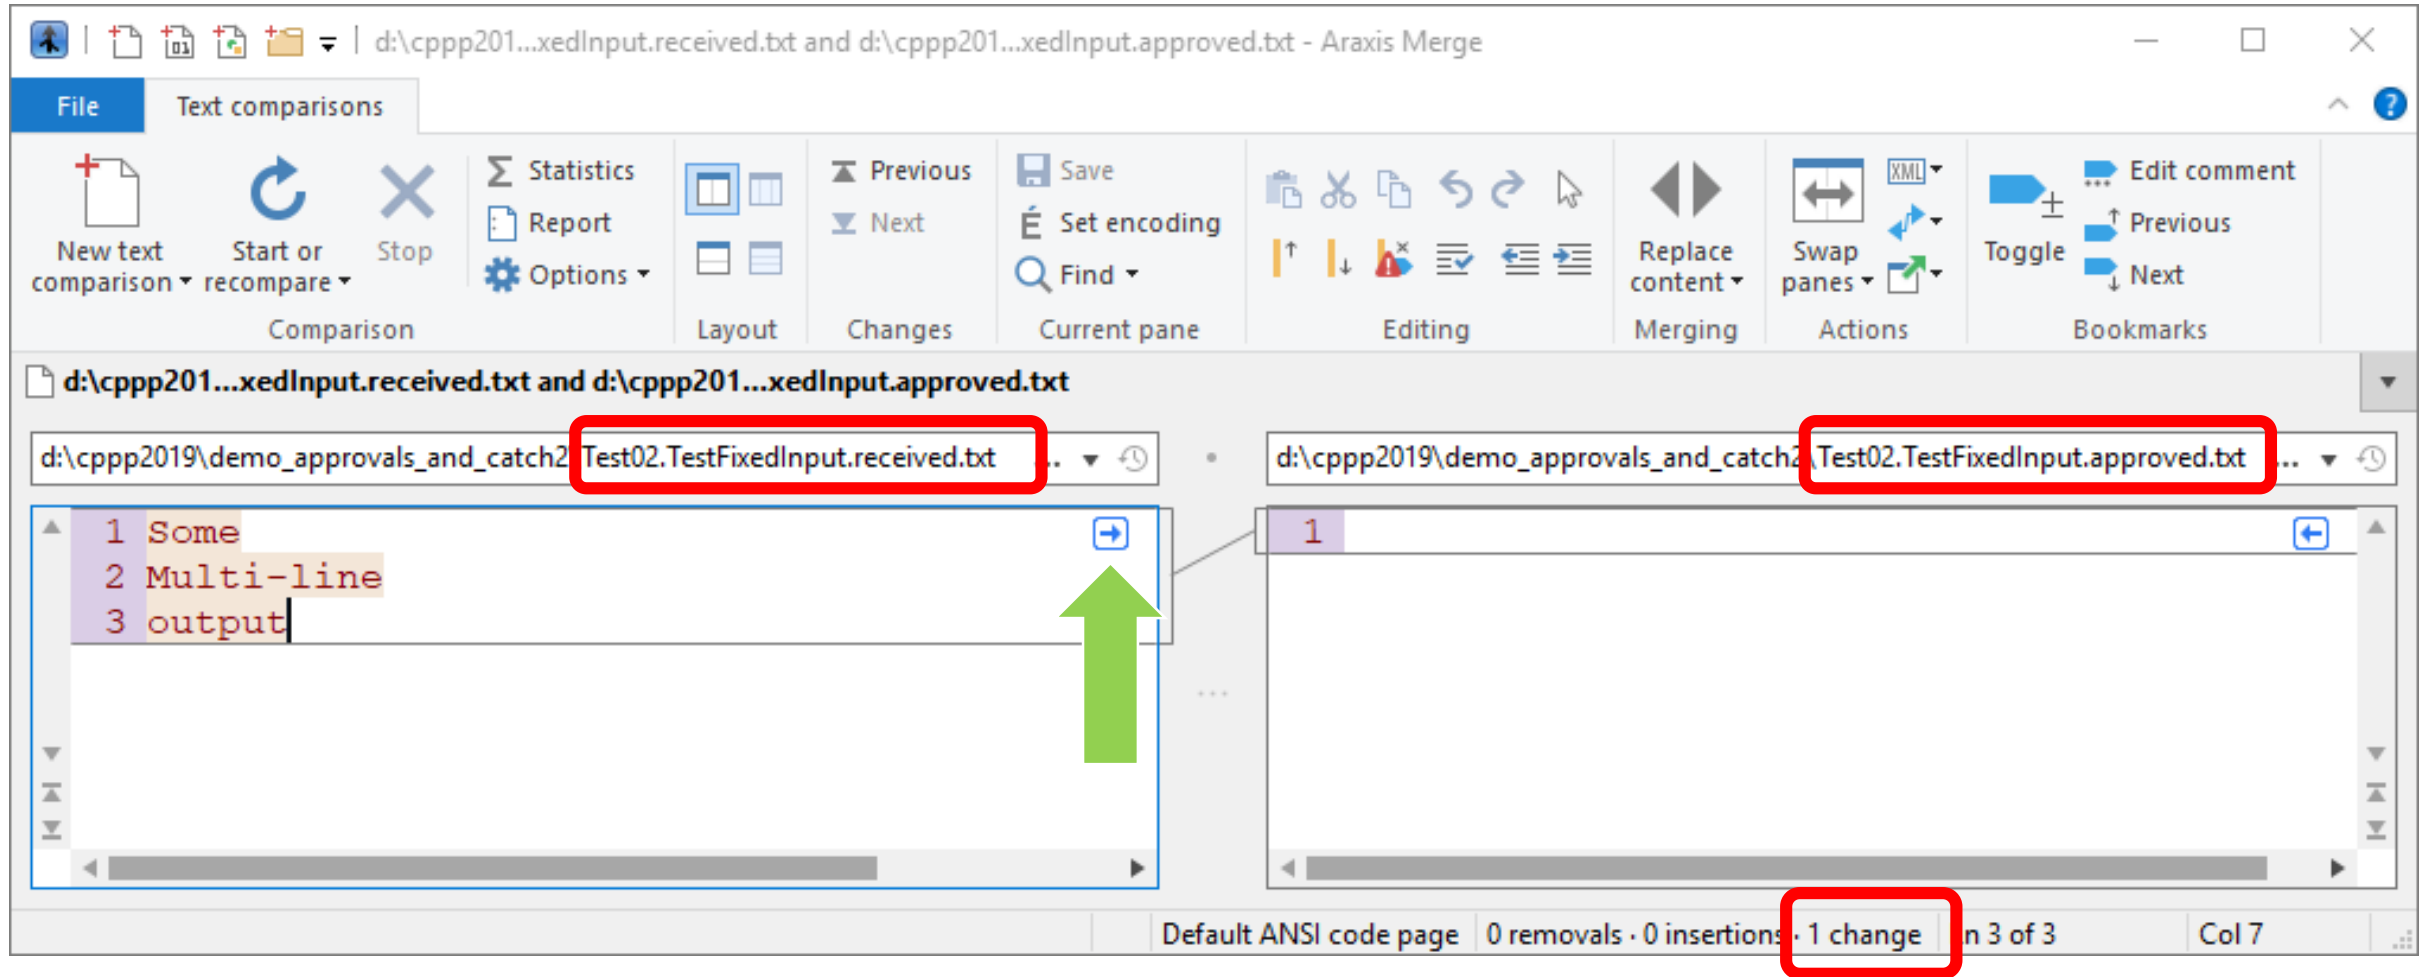 d:\cppp201...xedInput.received.txt and d:\cppp201...xedInput.approved.txt - Araxis Merge
File
Text comparisons
New text comparison
Start or recompare
Stop
Statistics
Report
Options
Comparison
Layout
Previous
Next
Changes
Save
Set encoding
Find
Current pane
Editing
Replace content
Merging
XML
Swap panes
Actions
Toggle
Edit comment
Previous
Next
Bookmarks
d:\cppp201...xedInput.received.txt and d:\cppp201...xedInput.approved.txt
d:\cppp2019\demo_approvals_and_catch2\Test02.TestFixedInput.received.txt ...
d:\cppp2019\demo_approvals_and_catch2\Test02.TestFixedInput.approved.txt ...
1 Some
2 Multi-line
3 output
1
Default ANSI code page
0 removals · 0 insertions · 1 change
Ln 3 of 3
Col 7